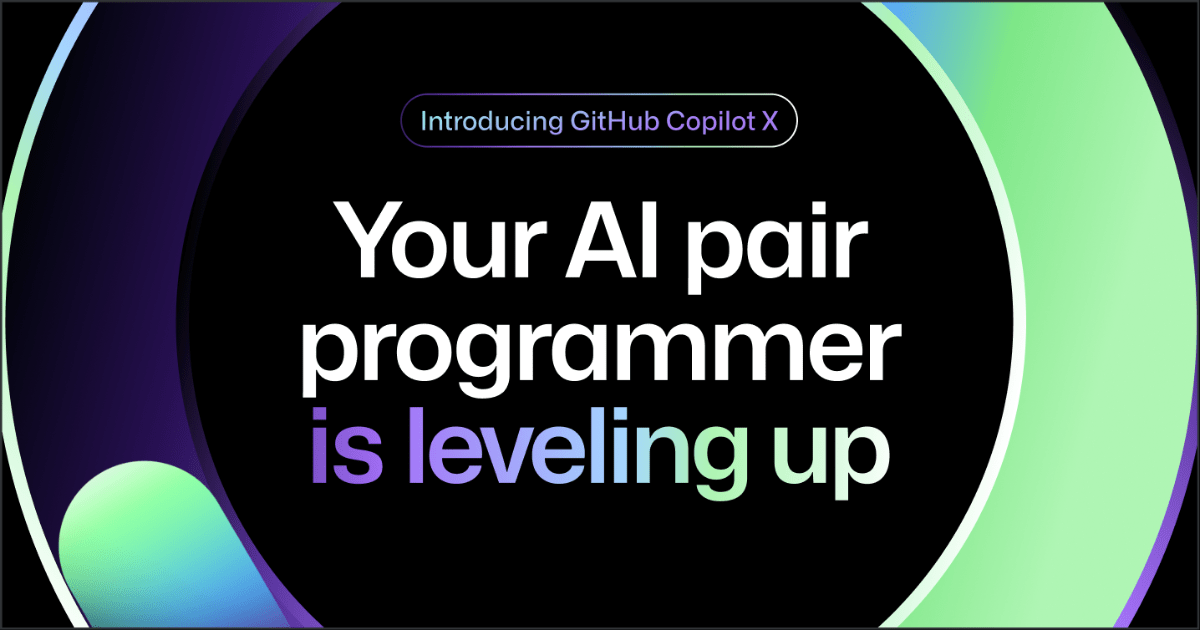 Introducing GitHub Copilot X
Your AI pair
programmer
is leveling up